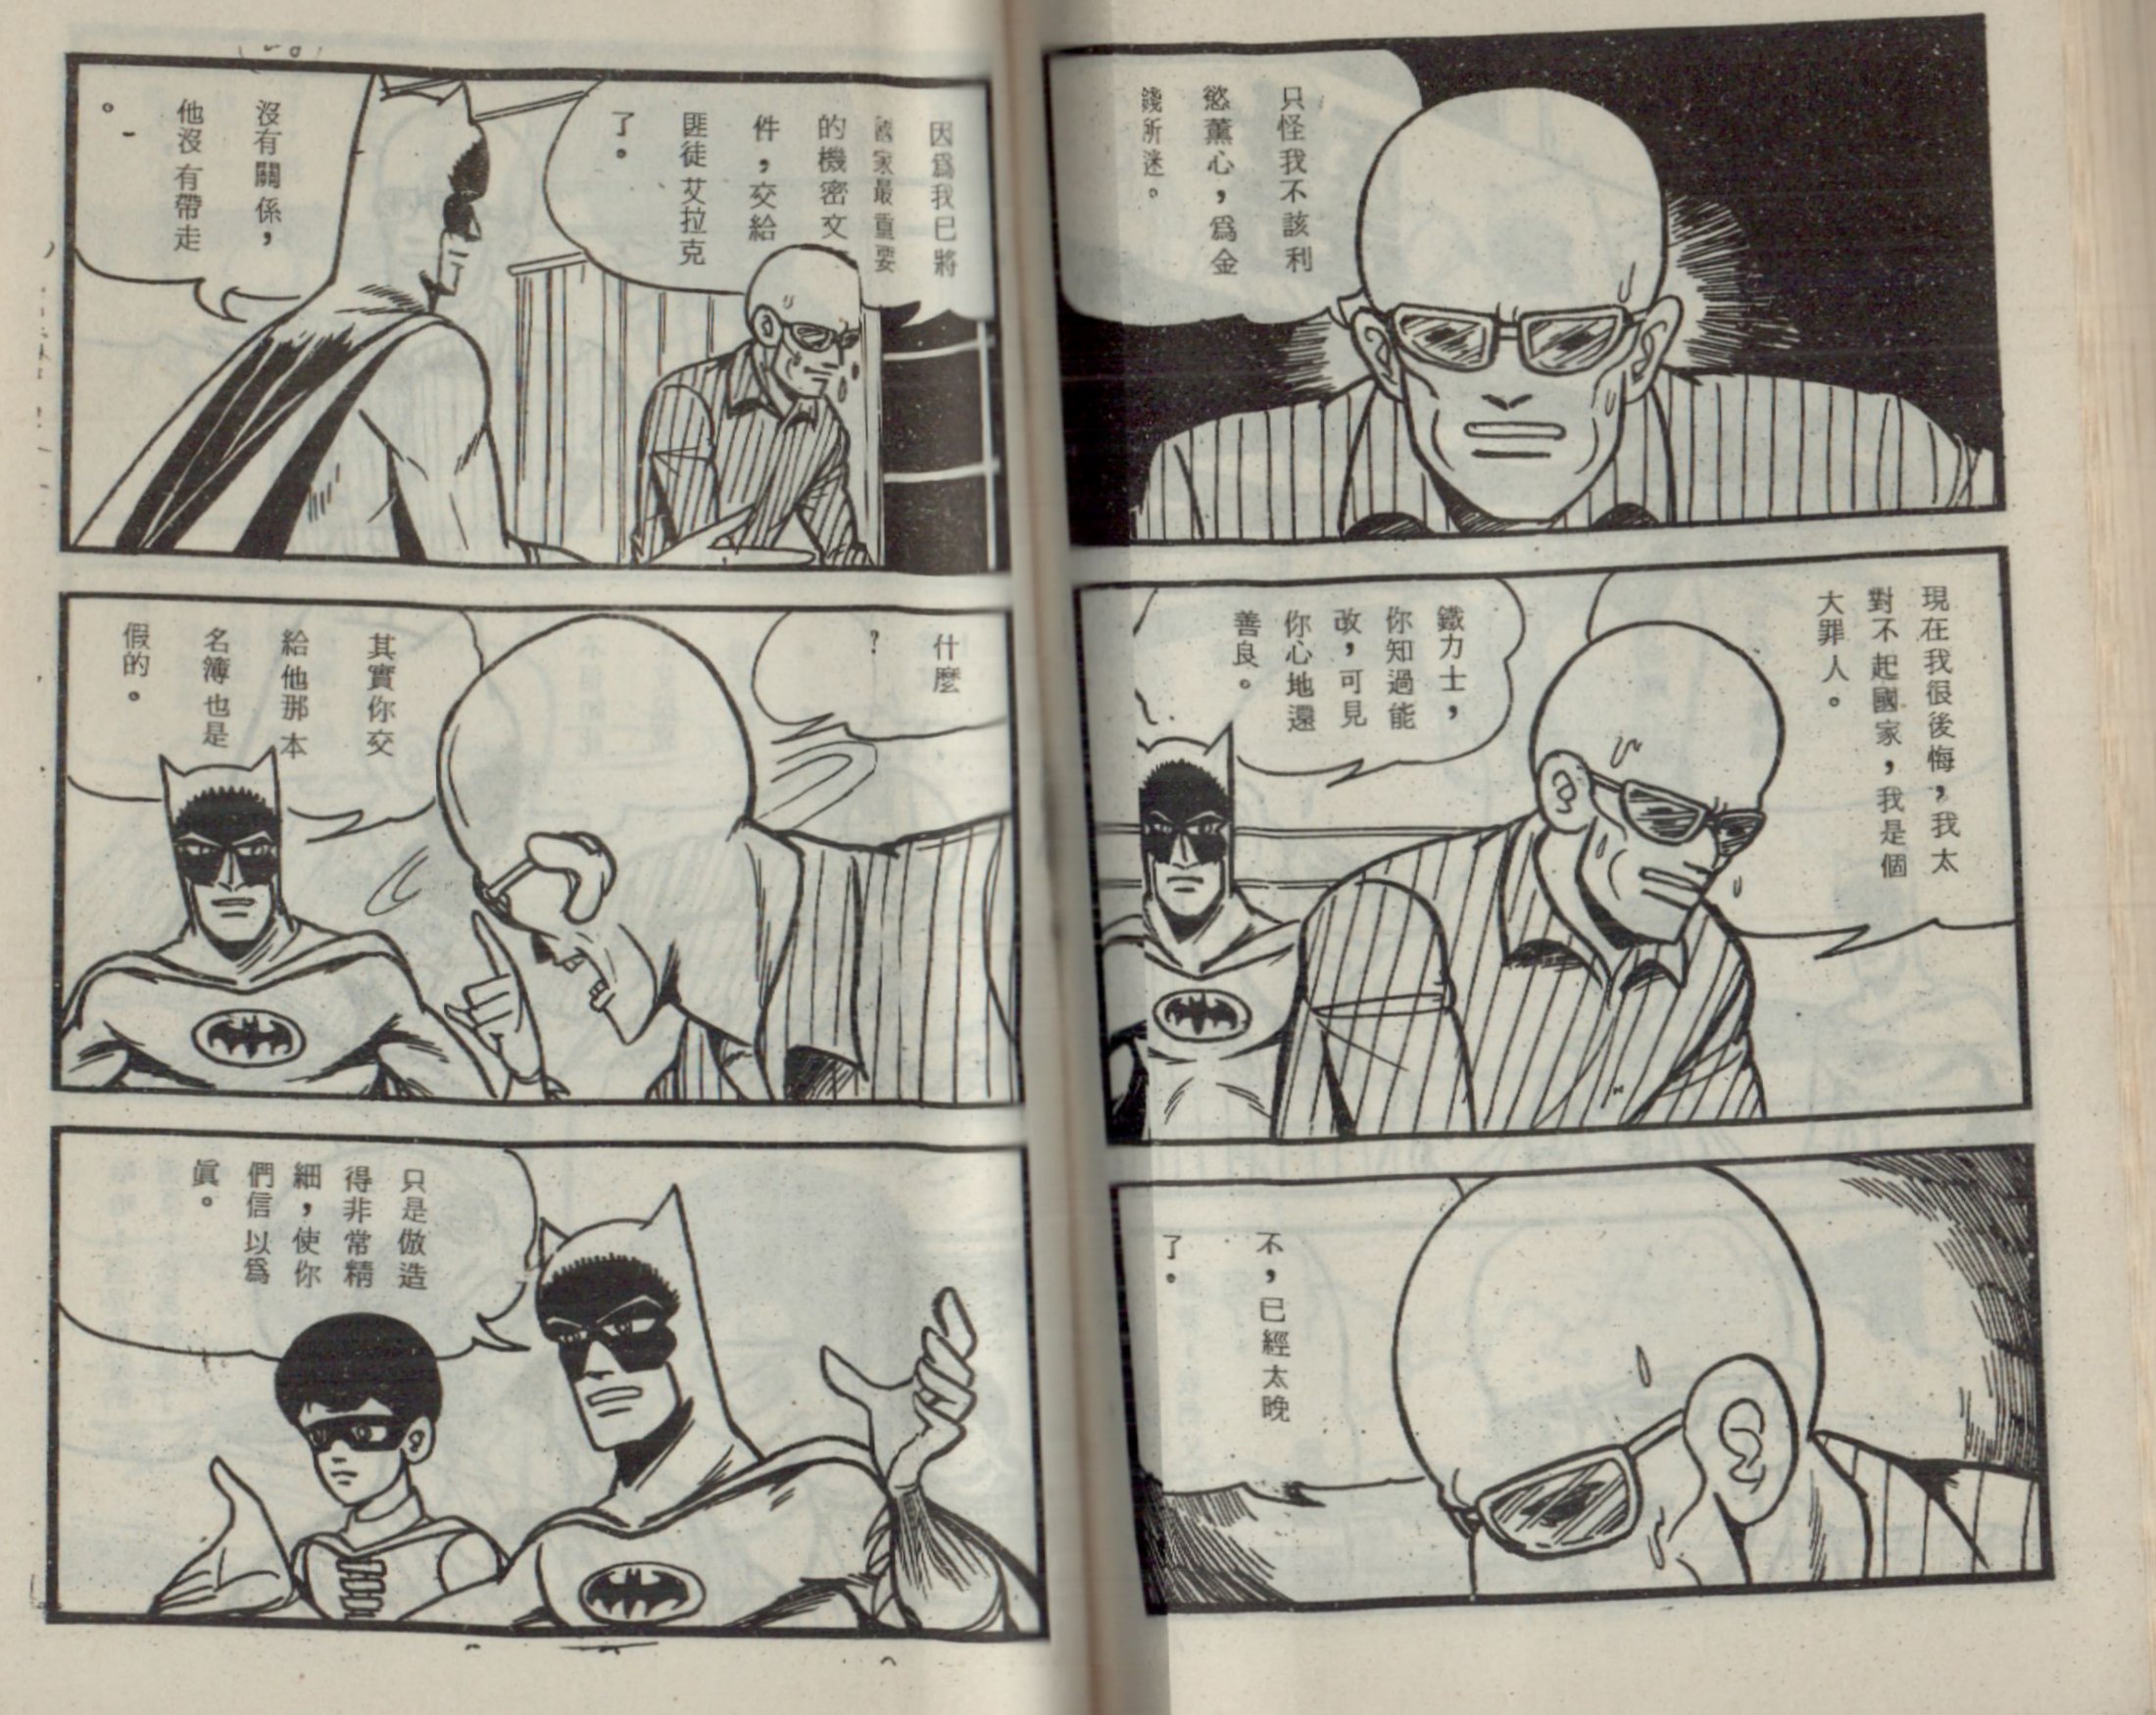 只怪我不該利
慾薰心，爲金
錢所迷。
現在我很後悔，我太
對不起國家，我是個
大罪人。
鐵力士，
你知過能
改，可見
你心地還
善良。
不，已經太晚
了。
因爲我已將
國家最重要
的機密文
件，交給
匪徒艾拉克
了。
沒有關係，
他沒有帶走
。
什麼
？
其實你交
給他那本
名簿也是
假的。
只是倣造
得非常精
細，使你
們信以爲
眞。